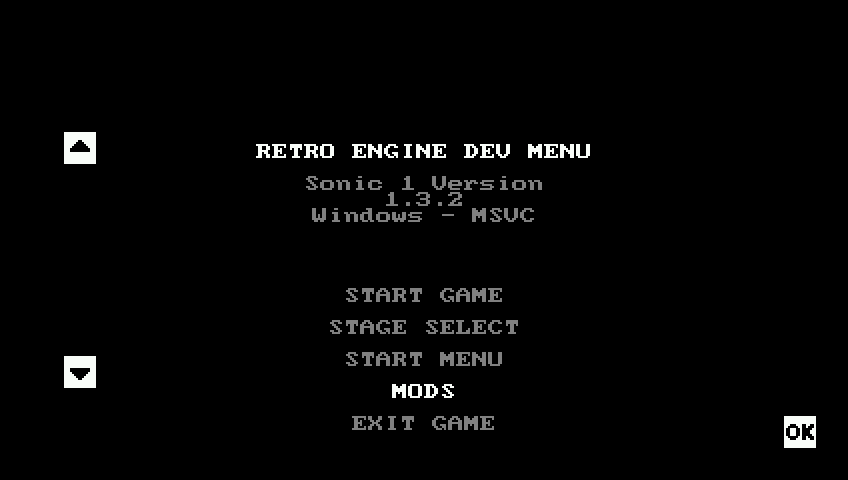 RETRO ENGINE DEV MENU
Sonic 1 Version
1.3.2
Windows - MSVC
START GAME
STAGE SELECT
START MENU
MODS
EXIT GAME
OK